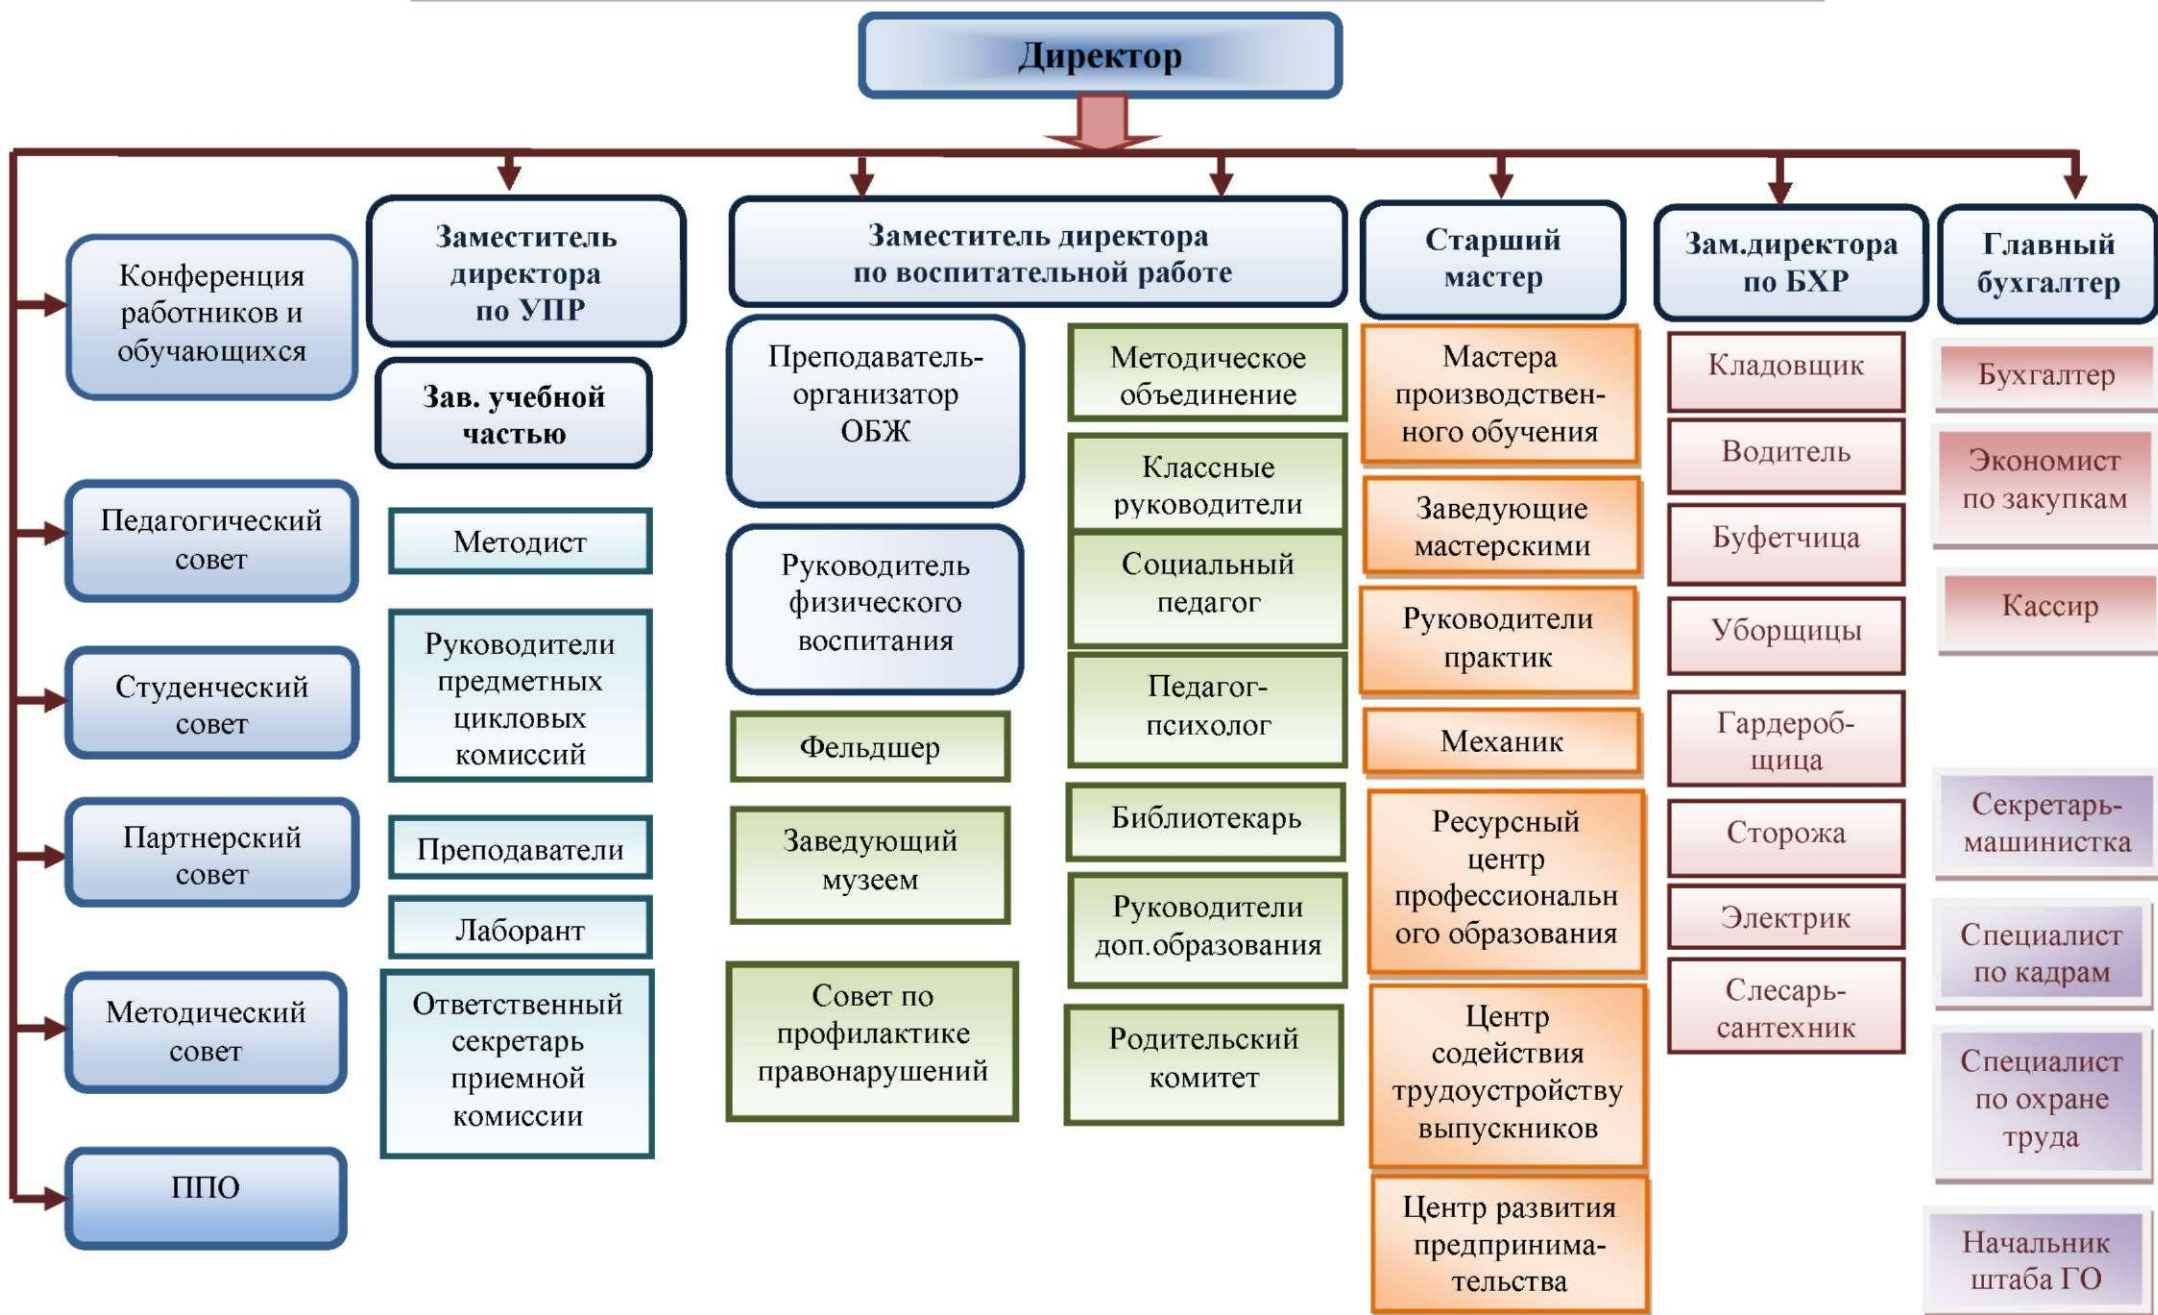 Директор
Конференция
работников и
обучающихся
Педагогический
совет
Студенческий
совет
Партнерский
совет
Методический
совет
ППО
Заместитель
директора
по УПР
Зав. учебной
частью
Методист
Руководители
предметных
цикловых
комиссий
Преподаватели
Лаборант
Ответственный
секретарь
приемной
комиссии
Заместитель директора
по воспитательной работе
Преподаватель-
организатор
ОБЖ
Руководитель
физического
воспитания
Фельдшер
Заведующий
музеем
Совет по
профилактике
правонарушений
Методическое
объединение
Классные
руководители
Социальный
педагог
Педагог-
психолог
Библиотекарь
Руководители
доп.образования
Родительский
комитет
Старший
мастер
Мастера
производствен-
ного обучения
Заведующие
мастерскими
Руководители
практик
Механик
Ресурсный
центр
профессиональн
ого образования
Центр
содействия
трудоустройству
выпускников
Центр развития
предпринима-
тельства
Зам.директора
по БХР
Кладовщик
Водитель
Буфетчица
Уборщицы
Гардероб-
щица
Сторожа
Электрик
Слесарь-
сантехник
Главный
бухгалтер
Бухгалтер
Экономист
по закупкам
Кассир
Секретарь-
машинистка
Специалист
по кадрам
Специалист
по охране
труда
Начальник
штаба ГО